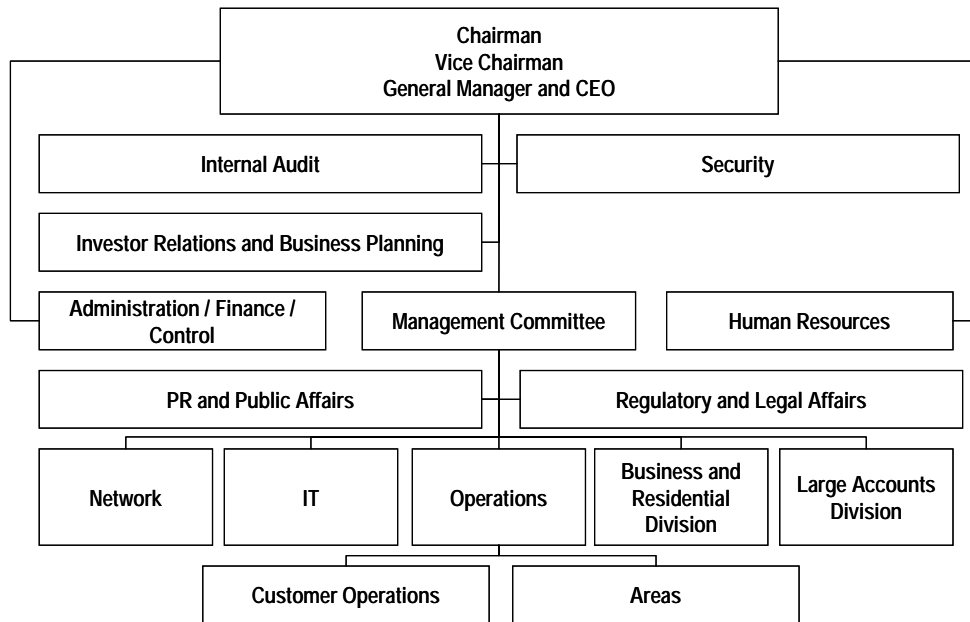 Chairman
Vice Chairman
General Manager and CEO
Internal Audit
Security
Investor Relations and Business Planning
Administration / Finance /
Control
Management Committee
Human Resources
PR and Public Affairs
Regulatory and Legal Affairs
Network
IT
Operations
Business and
Residential
Division
Large Accounts
Division
Customer Operations
Areas